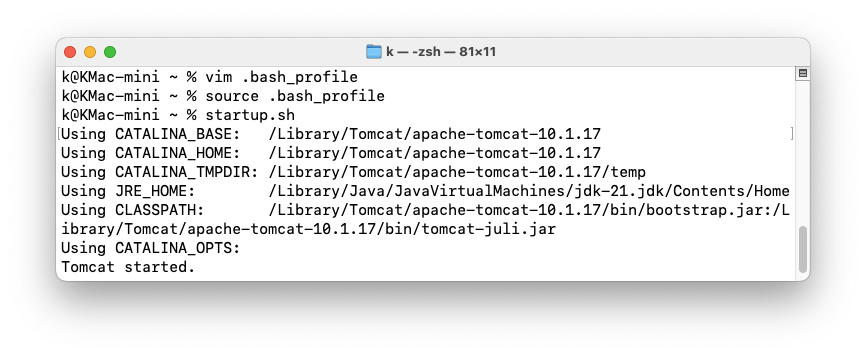 k — -zsh — 81×11
k@KMac-mini ~ % vim .bash_profile
k@KMac-mini ~ % source .bash_profile
k@KMac-mini ~ % startup.sh
Using CATALINA_BASE:   /Library/Tomcat/apache-tomcat-10.1.17
Using CATALINA_HOME:   /Library/Tomcat/apache-tomcat-10.1.17
Using CATALINA_TMPDIR: /Library/Tomcat/apache-tomcat-10.1.17/temp
Using JRE_HOME:        /Library/Java/JavaVirtualMachines/jdk-21.jdk/Contents/Home
Using CLASSPATH:       /Library/Tomcat/apache-tomcat-10.1.17/bin/bootstrap.jar:/L
ibrary/Tomcat/apache-tomcat-10.1.17/bin/tomcat-juli.jar
Using CATALINA_OPTS:
Tomcat started.